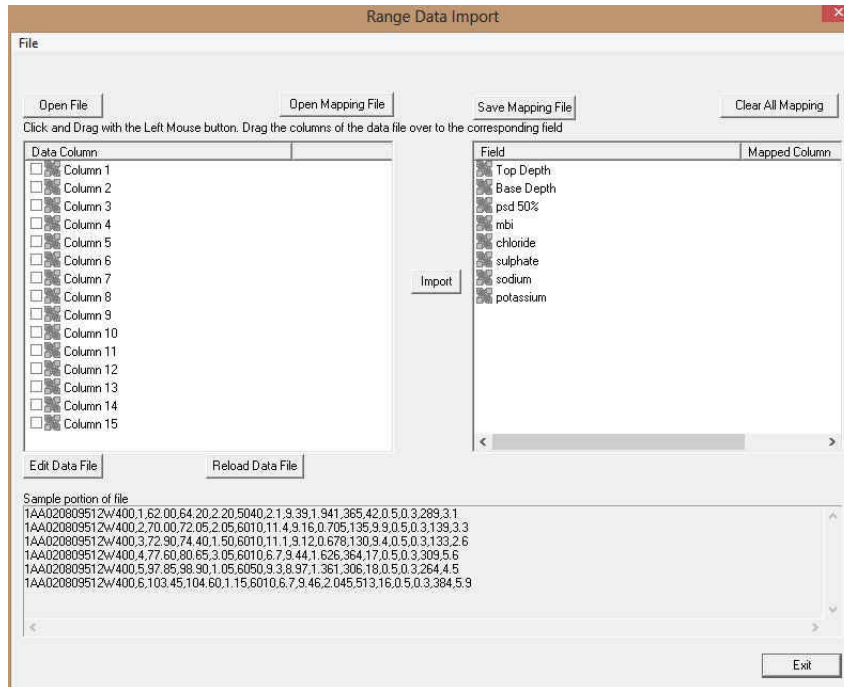 Range Data Import
File
Open File Open Mapping File Save Mapping File Clear All Mapping
Click and Drag with the Left Mouse button. Drag the columns of the data file over to the corresponding field
Data Column
Column 1
Column 2
Column 3
Column 4
Column 5
Column 6
Column 7
Column 8
Column 9
Column 10
Column 11
Column 12
Column 13
Column 14
Column 15
Import
Field Mapped Column
Top Depth
Base Depth
psd 50%
mbi
chloride
sulphate
sodium
potassium
Edit Data File Reload Data File
Sample portion of file
1AA020809512W400,1,62.00,64.20,2.20,5040,2.1,9.39,1.941,365,42,0.5,0.3,289,3.1
1AA020809512W400,2,70.00,72.05,2.05,6010,11.4,9.16,0.705,135,9.9,0.5,0.3,139,3.3
1AA020809512W400,3,72.90,74.40,1.50,6010,11.1,9.12,0.678,130,9.4,0.5,0.3,133,2.6
1AA020809512W400,4,77.60,80.65,3.05,6010,6.7,9.44,1.626,364,17,0.5,0.3,309,5.6
1AA020809512W400,5,97.85,98.90,1.05,6050,9.3,8.97,1.361,306,18,0.5,0.3,264,4.5
1AA020809512W400,6,103.45,104.60,1.15,6010,6.7,9.46,2.045,513,16,0.5,0.3,384,5.9
Exit